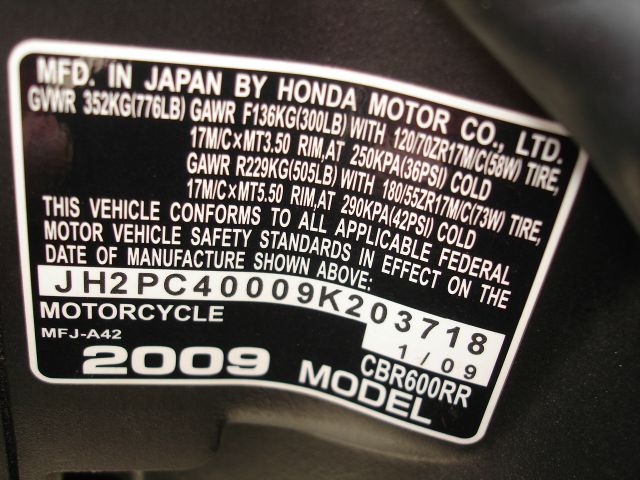 MFD. IN JAPAN BY HONDA MOTOR CO., LTD.
GVWR 352KG(776LB) GAWR F136KG(300LB) WITH 120/70ZR17M/C(58W) TIRE,
17M/C×MT3.50 RIM,AT 250KPA(36PSI) COLD
GAWR R229KG(505LB) WITH 180/55ZR17M/C(73W) TIRE,
17M/C×MT5.50 RIM,AT 290KPA(42PSI) COLD
THIS VEHICLE CONFORMS TO ALL APPLICABLE FEDERAL
MOTOR VEHICLE SAFETY STANDARDS IN EFFECT ON THE
DATE OF MANUFACTURE SHOWN ABOVE:
JH2PC40009K203718
MOTORCYCLE 1/09
MFJ-A42 CBR600RR
2009 MODEL